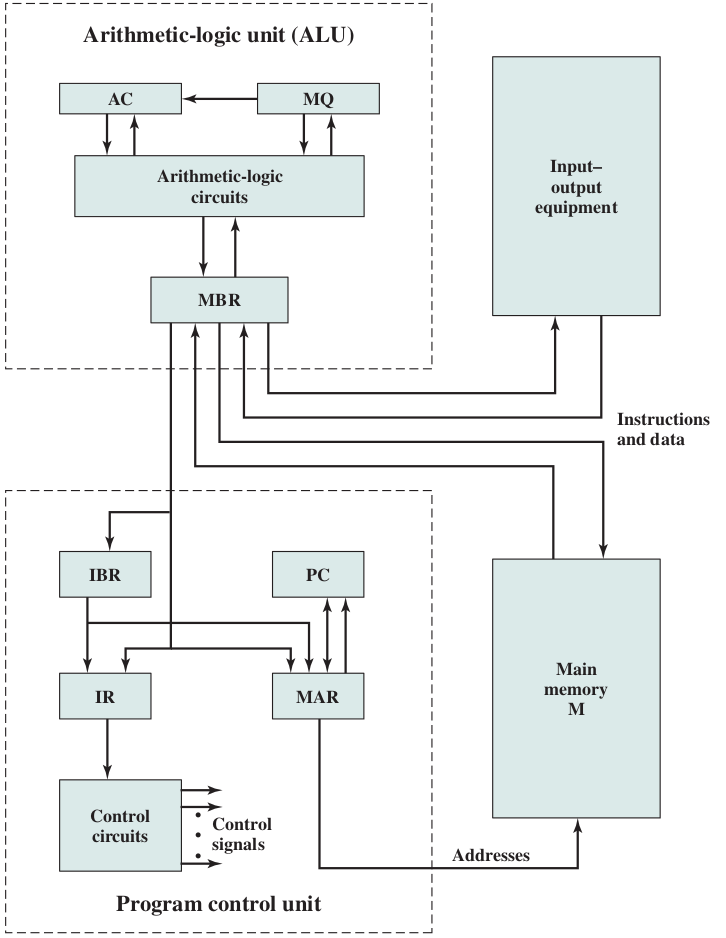 Arithmetic-logic unit (ALU)
AC
MQ
Arithmetic-logic
circuits
MBR
Input–
output
equipment
Instructions
and data
IBR
PC
IR
MAR
Main
memory
M
Control
circuits
Control
signals
Addresses
Program control unit